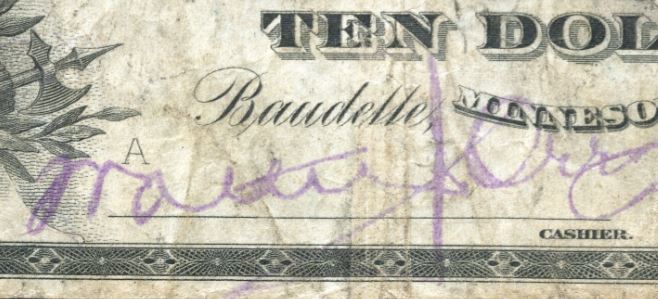 TEN DOL
Baudette, MINNESO
A
CASHIER.